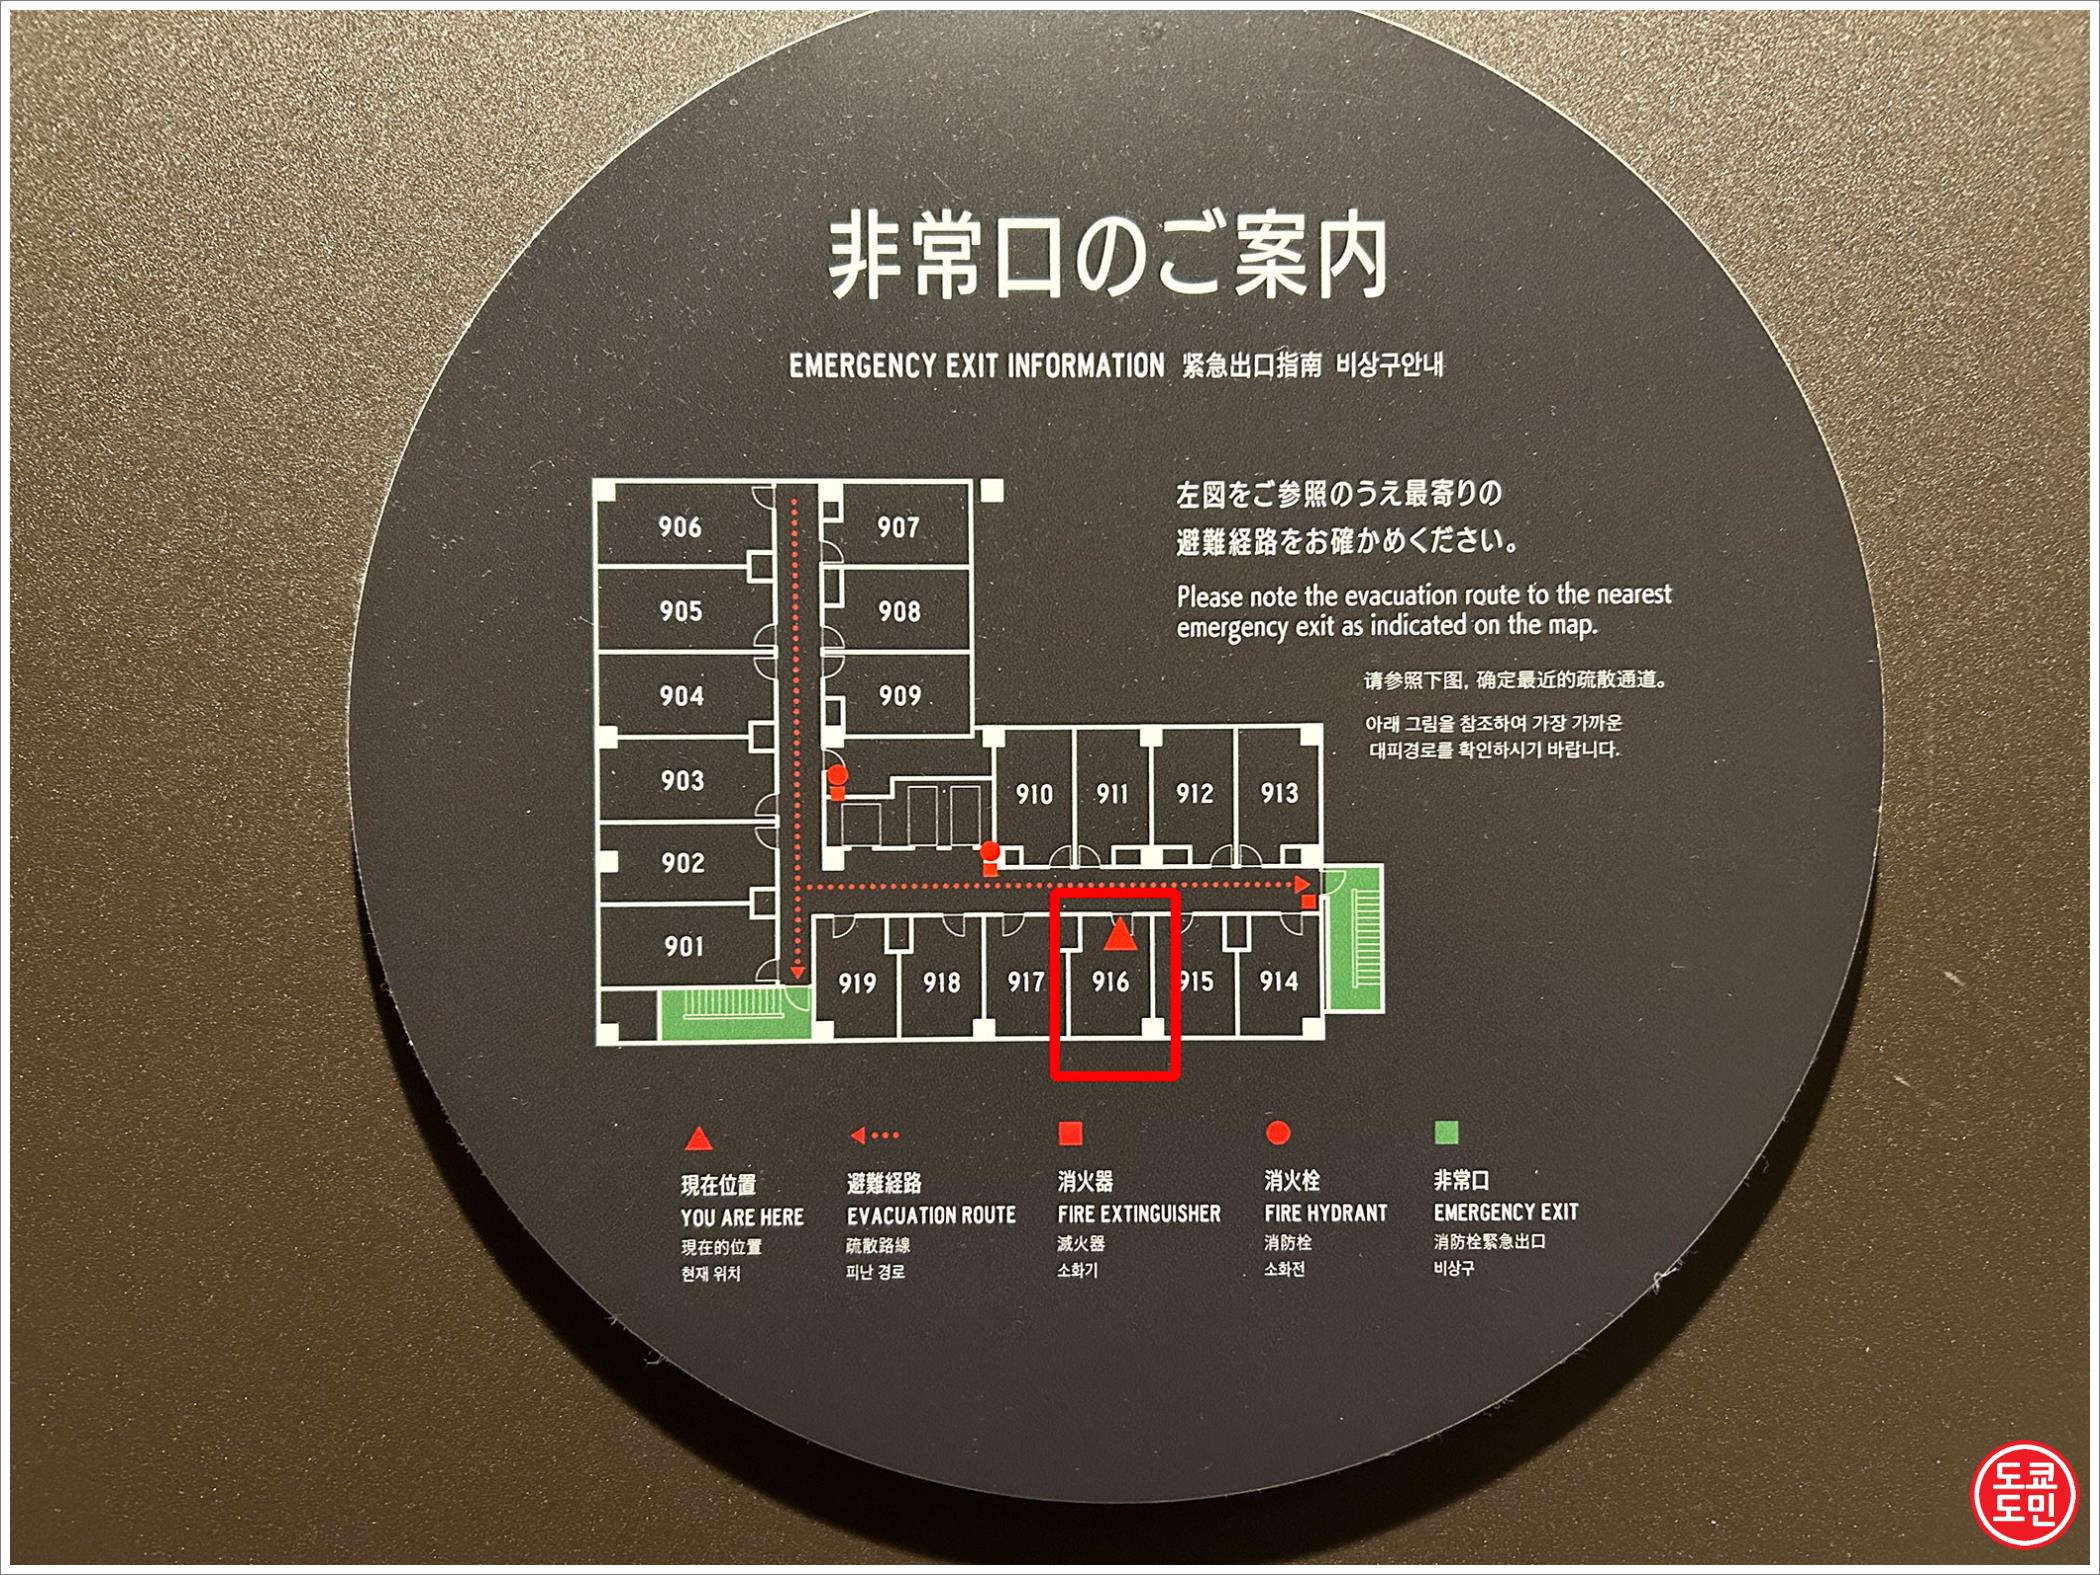 非常口のご案内
EMERGENCY EXIT INFORMATION 紧急出口指南 비상구안내
左図をご参照のうえ最寄りの
避難経路をお確かめください。
Please note the evacuation route to the nearest
emergency exit as indicated on the map.
请参照下图，确定最近的疏散通道。
아래 그림을 참조하여 가장 가까운
대피경로를 확인하시기 바랍니다.
906
907
905
908
904
909
903
910
911
912
913
902
901
919
918
917
916
915
914
現在位置
YOU ARE HERE
現在的位置
현재 위치
避難経路
EVACUATION ROUTE
疏散路線
피난 경로
消火器
FIRE EXTINGUISHER
滅火器
소화기
消火栓
FIRE HYDRANT
消防栓
소화전
非常口
EMERGENCY EXIT
消防栓緊急出口
비상구
도쿄
도민